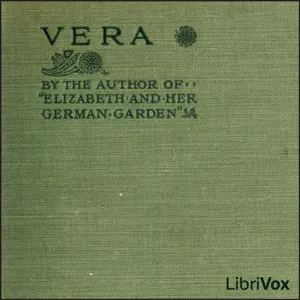 VERA
BY THE AUTHOR OF
"ELIZABETH·AND·HER
GERMAN·GARDEN"
LibriVox